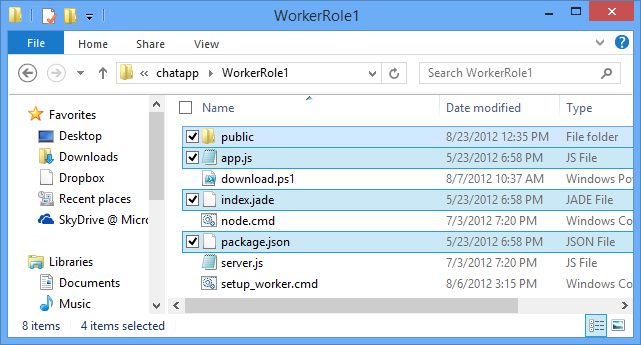 WorkerRole1
File Home Share View
« chatapp WorkerRole1 Search WorkerRole1
Favorites
Desktop
Downloads
Dropbox
Recent places
SkyDrive @ Micro
Libraries
Documents
Music
Name Date modified Type
public 8/23/2012 12:35 PM File folder
app.js 5/23/2012 6:58 PM JS File
download.ps1 8/7/2012 10:37 AM Windows Pov
index.jade 5/23/2012 6:58 PM JADE File
node.cmd 7/3/2012 7:20 PM Windows Co
package.json 5/23/2012 6:58 PM JSON File
server.js 7/3/2012 7:20 PM JS File
setup_worker.cmd 8/6/2012 3:15 PM Windows Co
8 items 4 items selected